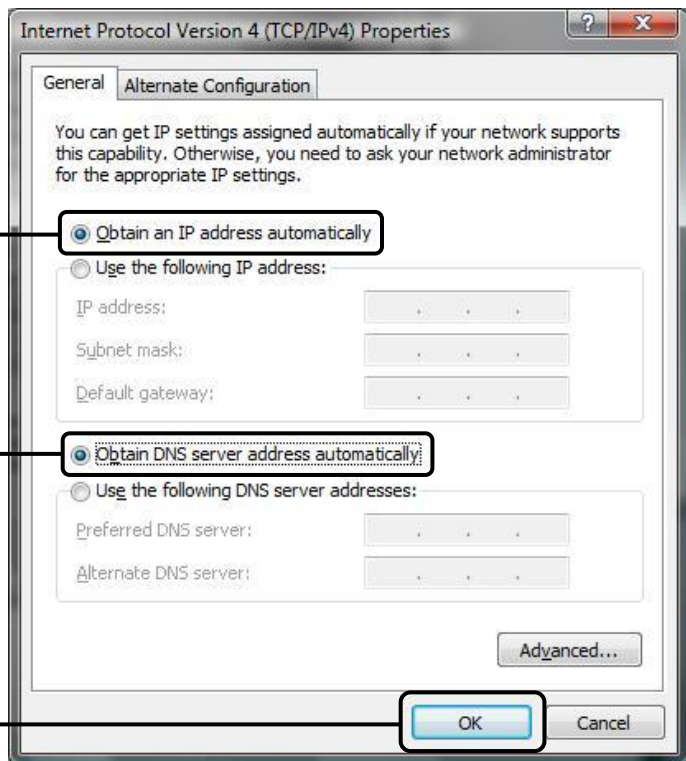 Internet Protocol Version 4 (TCP/IPv4) Properties
?
X
General
Alternate Configuration
You can get IP settings assigned automatically if your network supports
this capability. Otherwise, you need to ask your network administrator
for the appropriate IP settings.
Obtain an IP address automatically
Use the following IP address:
IP address:
Subnet mask:
Default gateway:
Obtain DNS server address automatically
Use the following DNS server addresses:
Preferred DNS server:
Alternate DNS server:
Advanced...
OK
Cancel